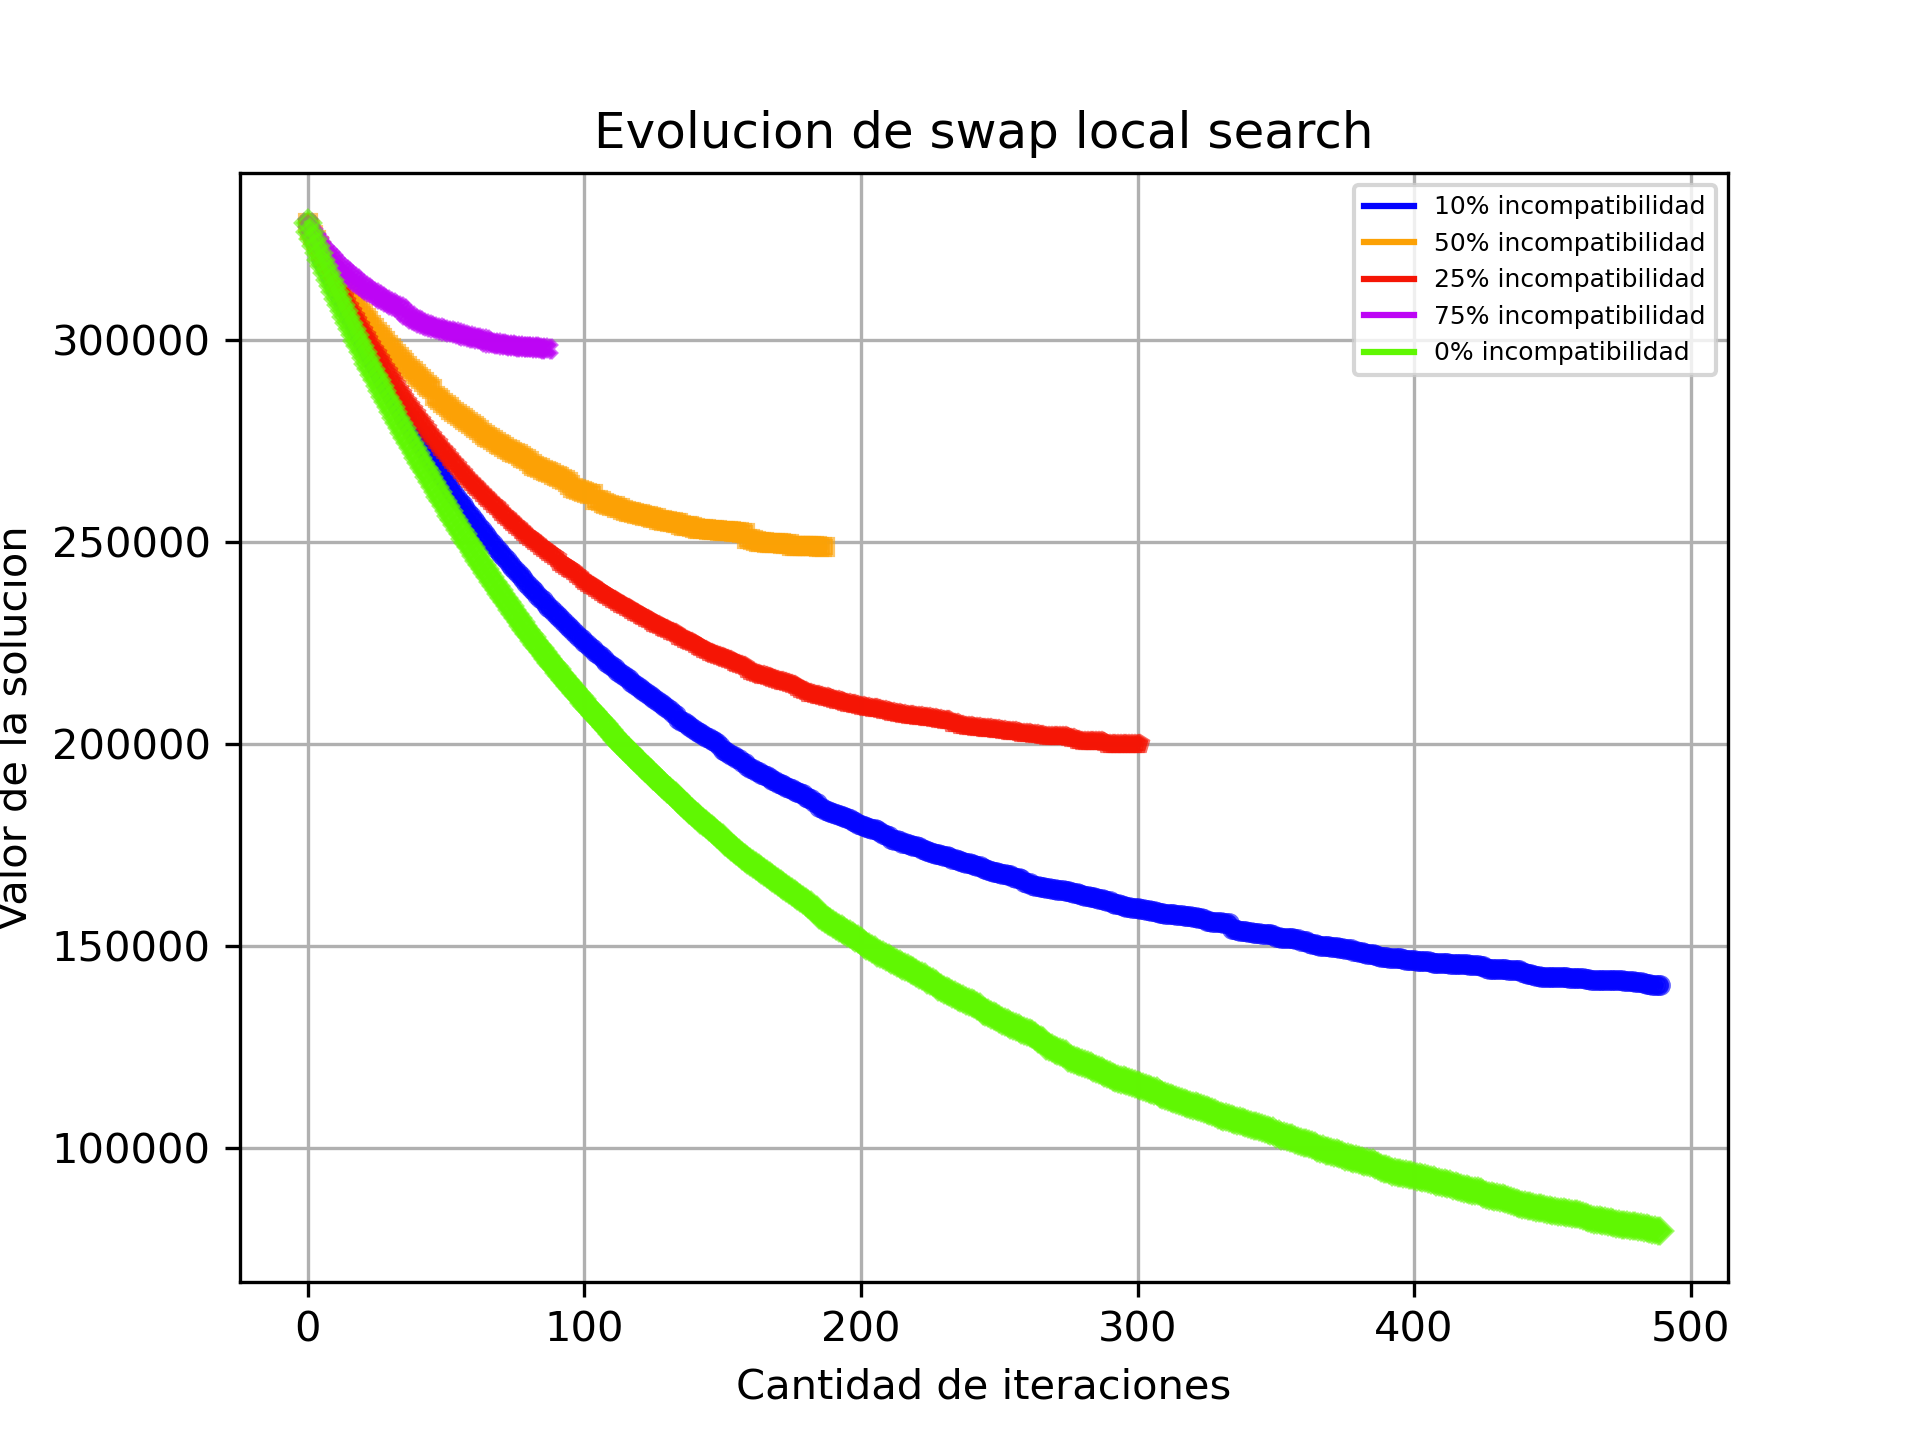 Evolucion de swap local search
10% incompatibilidad
50% incompatibilidad
25% incompatibilidad
75% incompatibilidad
0% incompatibilidad
Valor de la solucion
300000
250000
200000
150000
100000
0 100 200 300 400 500
Cantidad de iteraciones